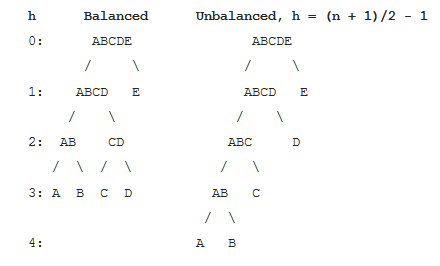 h Balanced Unbalanced, h = (n + 1)/2 - 1
0: ABCDE ABCDE
/ \ / \
1: ABCD E ABCD E
/ \ / \
2: AB CD ABC D
/ \ / \ / \
3: A B C D AB C
/ \
4: A B